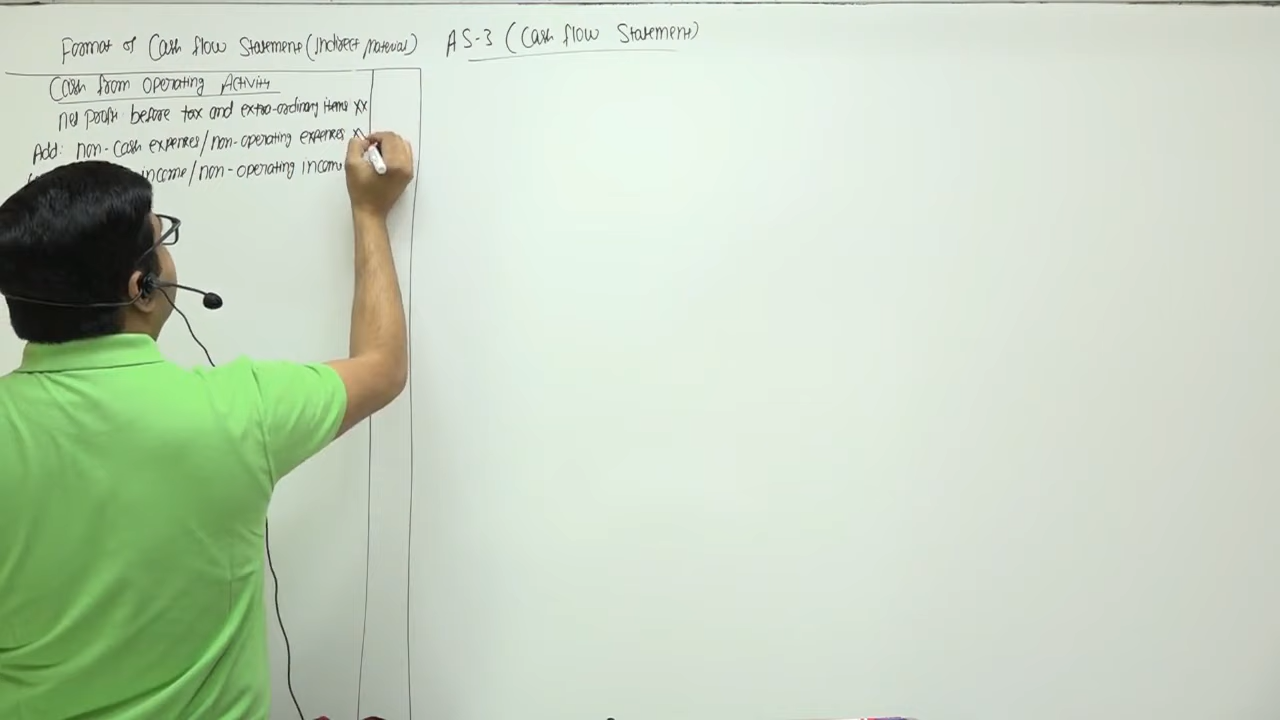 Format of Cash flow Statement (Indirect Material)
AS-3 (Cash flow Statement)
Cash from Operating Activity
net profit before tax and extra-ordinary items xx
Add: non-cash expenses/non-operating expenses x
income/non-operating income